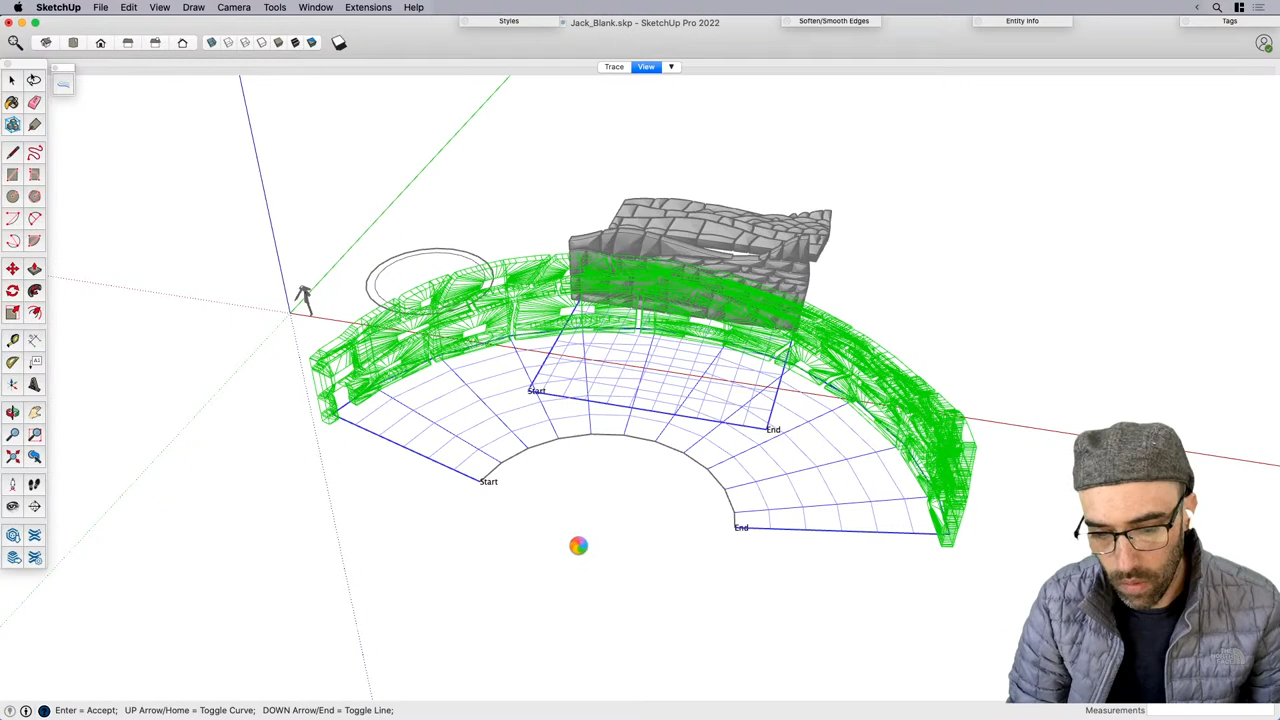 SketchUp File Edit View Draw Tools Camera Window Extensions Help
Styles
Jack_Blank.skp - SketchUp Pro 2022
Soften/Smooth Edges
Entity Info
Tags
Trace View
Start
End
Start
End
Enter = Accept; UP Arrow/Home = Toggle Curve; DOWN Arrow/End = Toggle Line;
Measurements